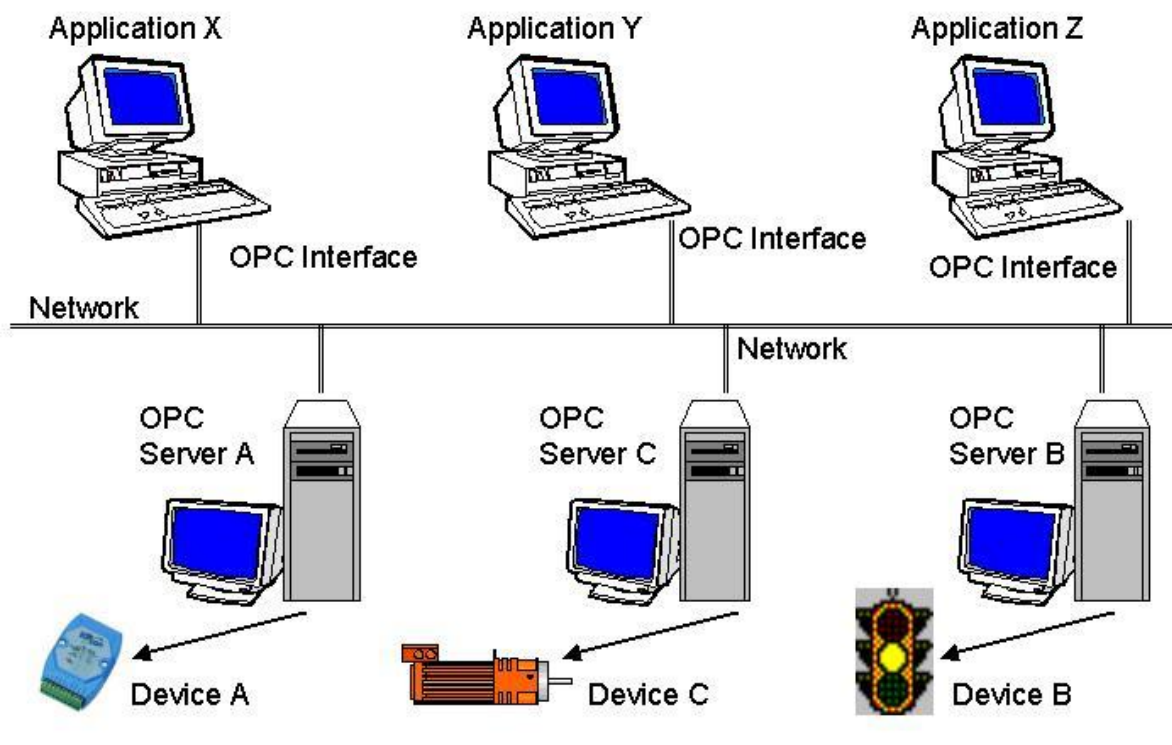 Application X
Application Y
Application Z
OPC Interface
OPC Interface
OPC Interface
Network
Network
OPC
Server A
OPC
Server C
OPC
Server B
Device A
Device C
Device B